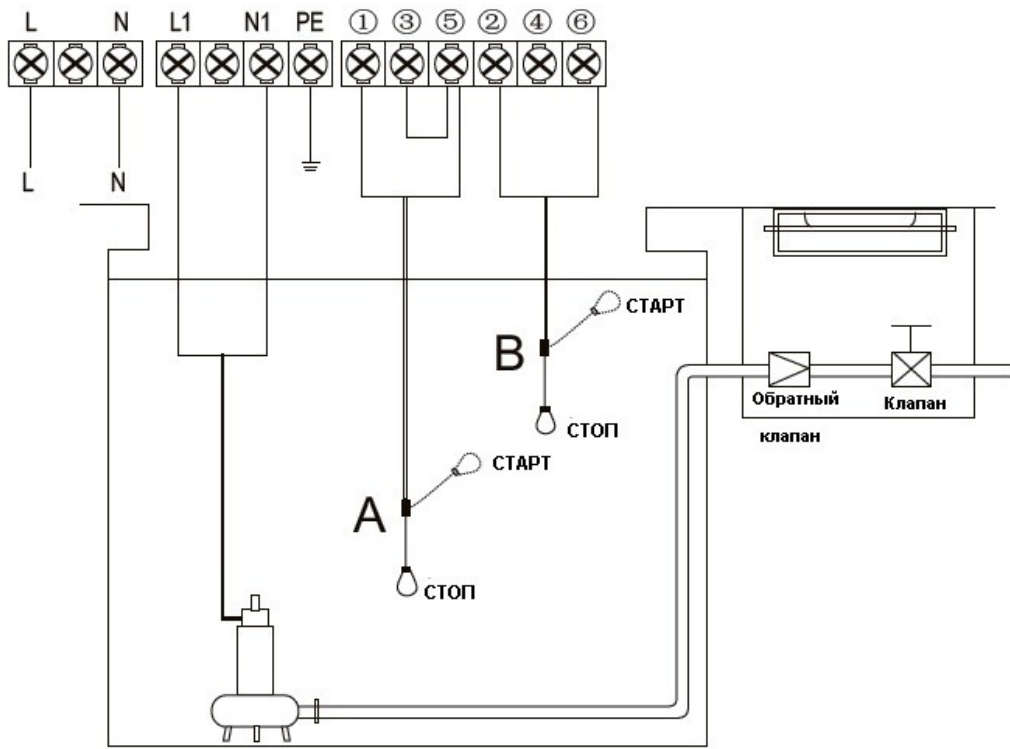 L N L1 N1 PE ① ③ ⑤ ② ④ ⑥
L N
СТАРТ
B
СТОП
СТАРТ
A
СТОП
Обратный
клапан
Клапан